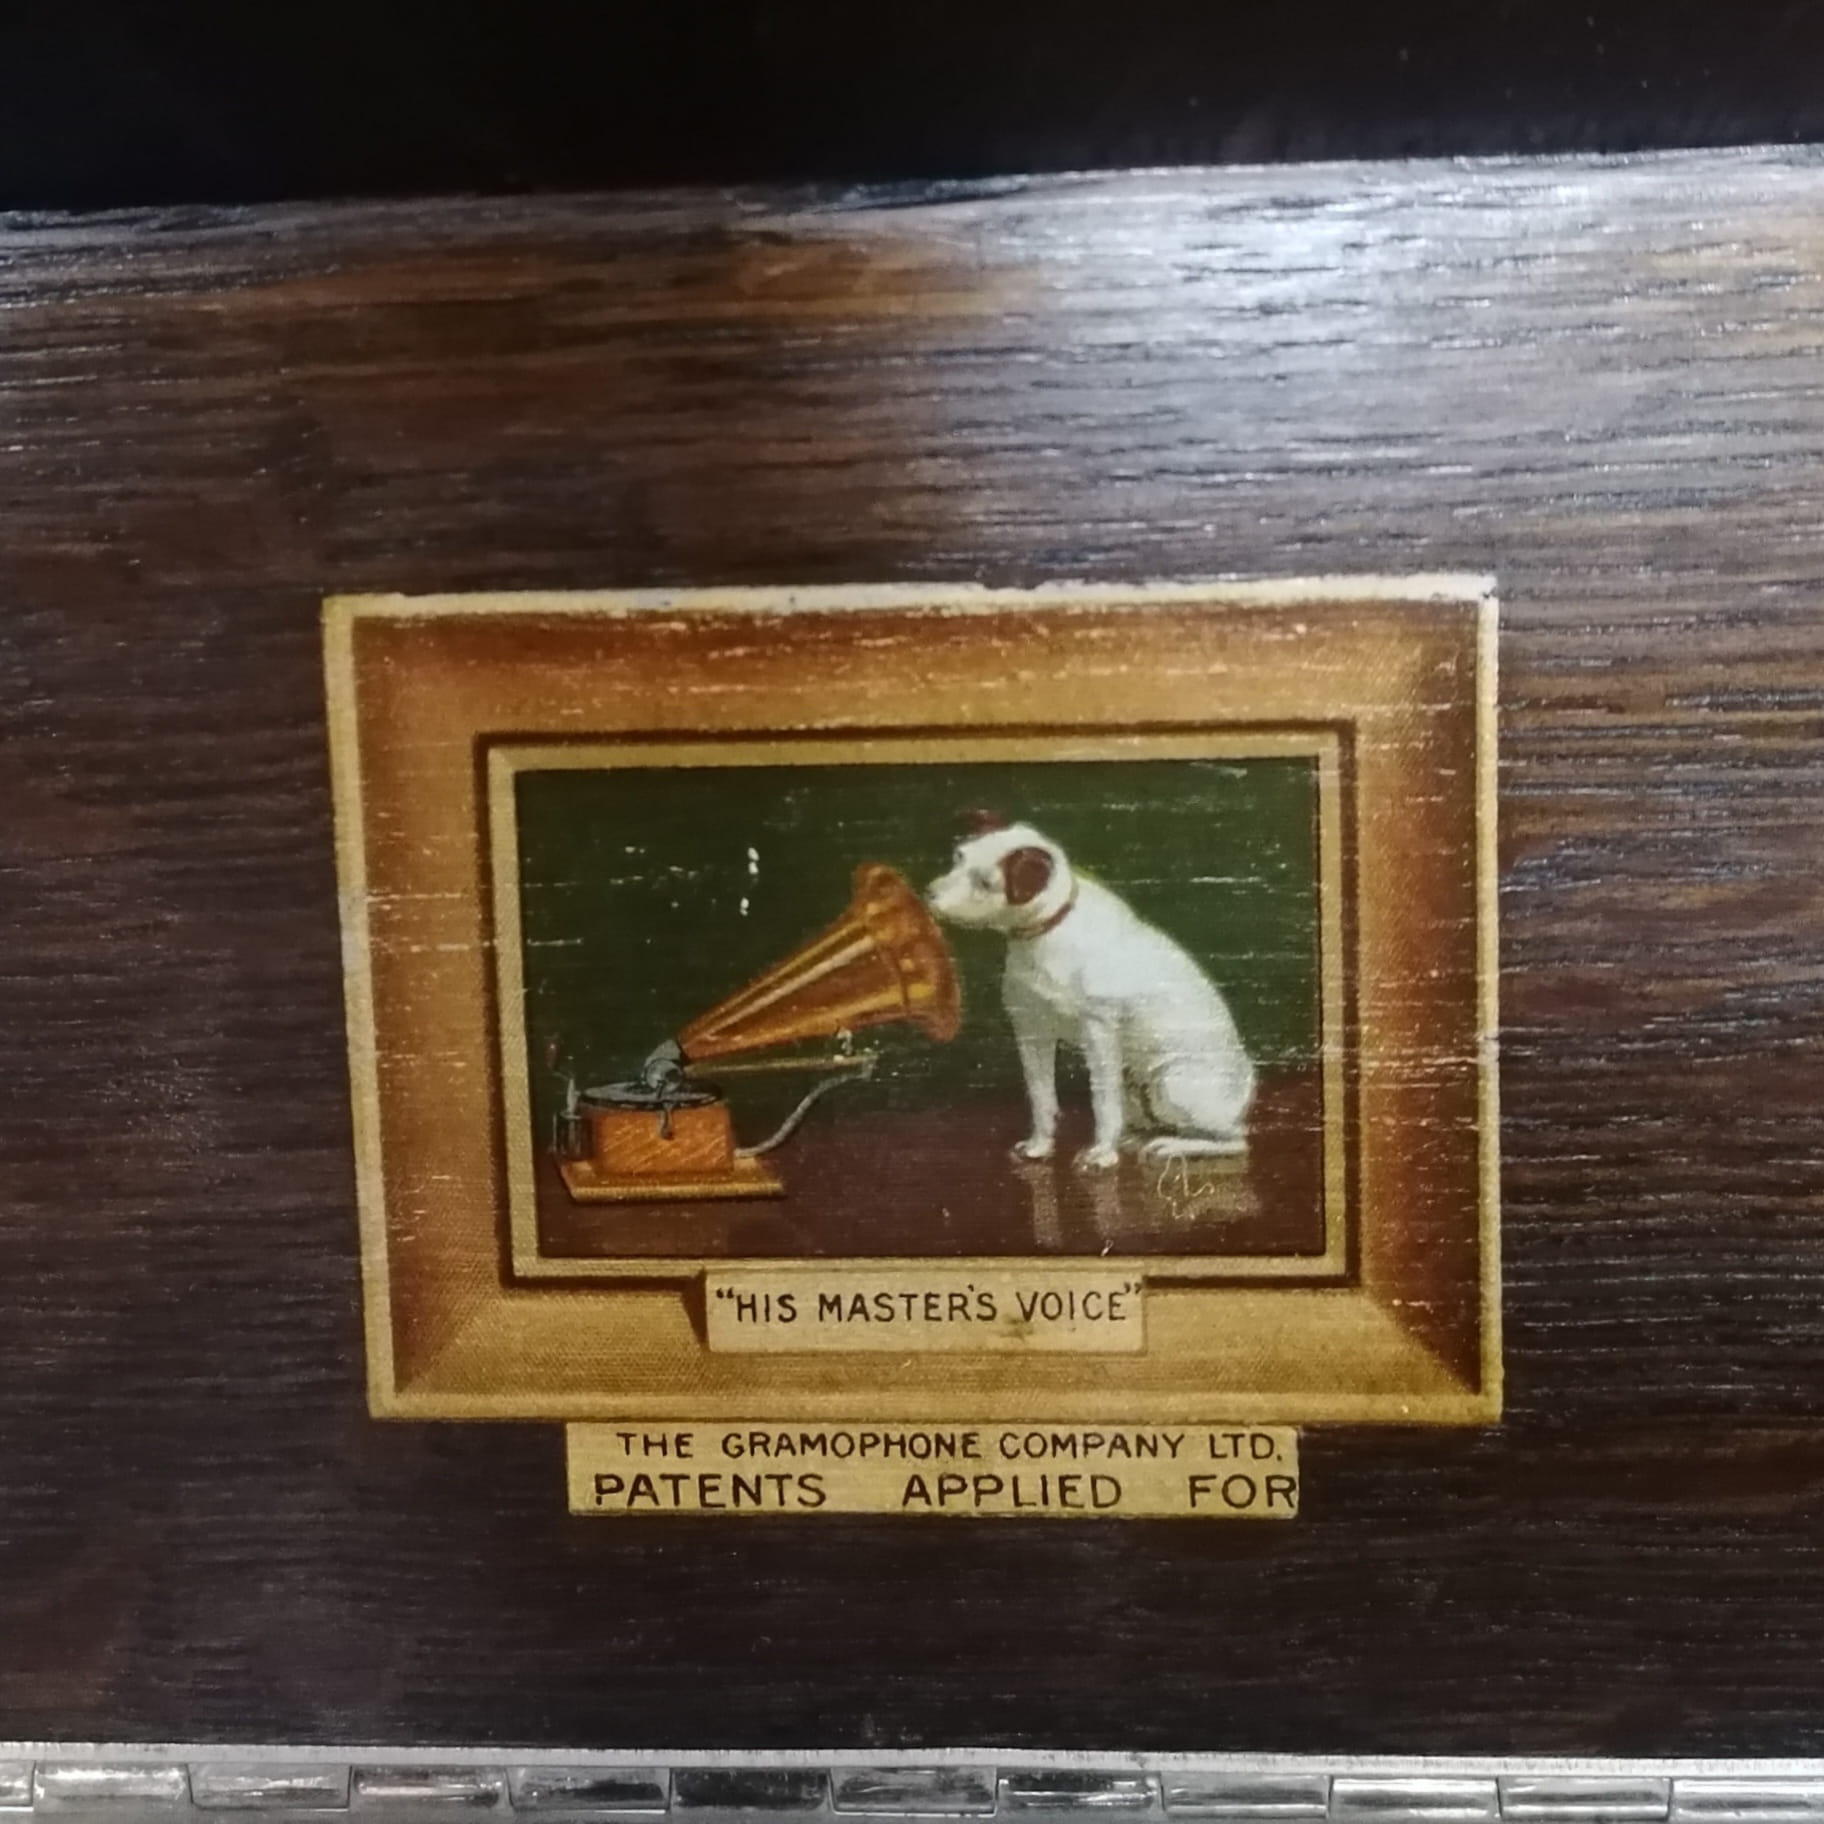 "HIS MASTER'S VOICE"
THE GRAMOPHONE COMPANY LTD.
PATENTS APPLIED FOR